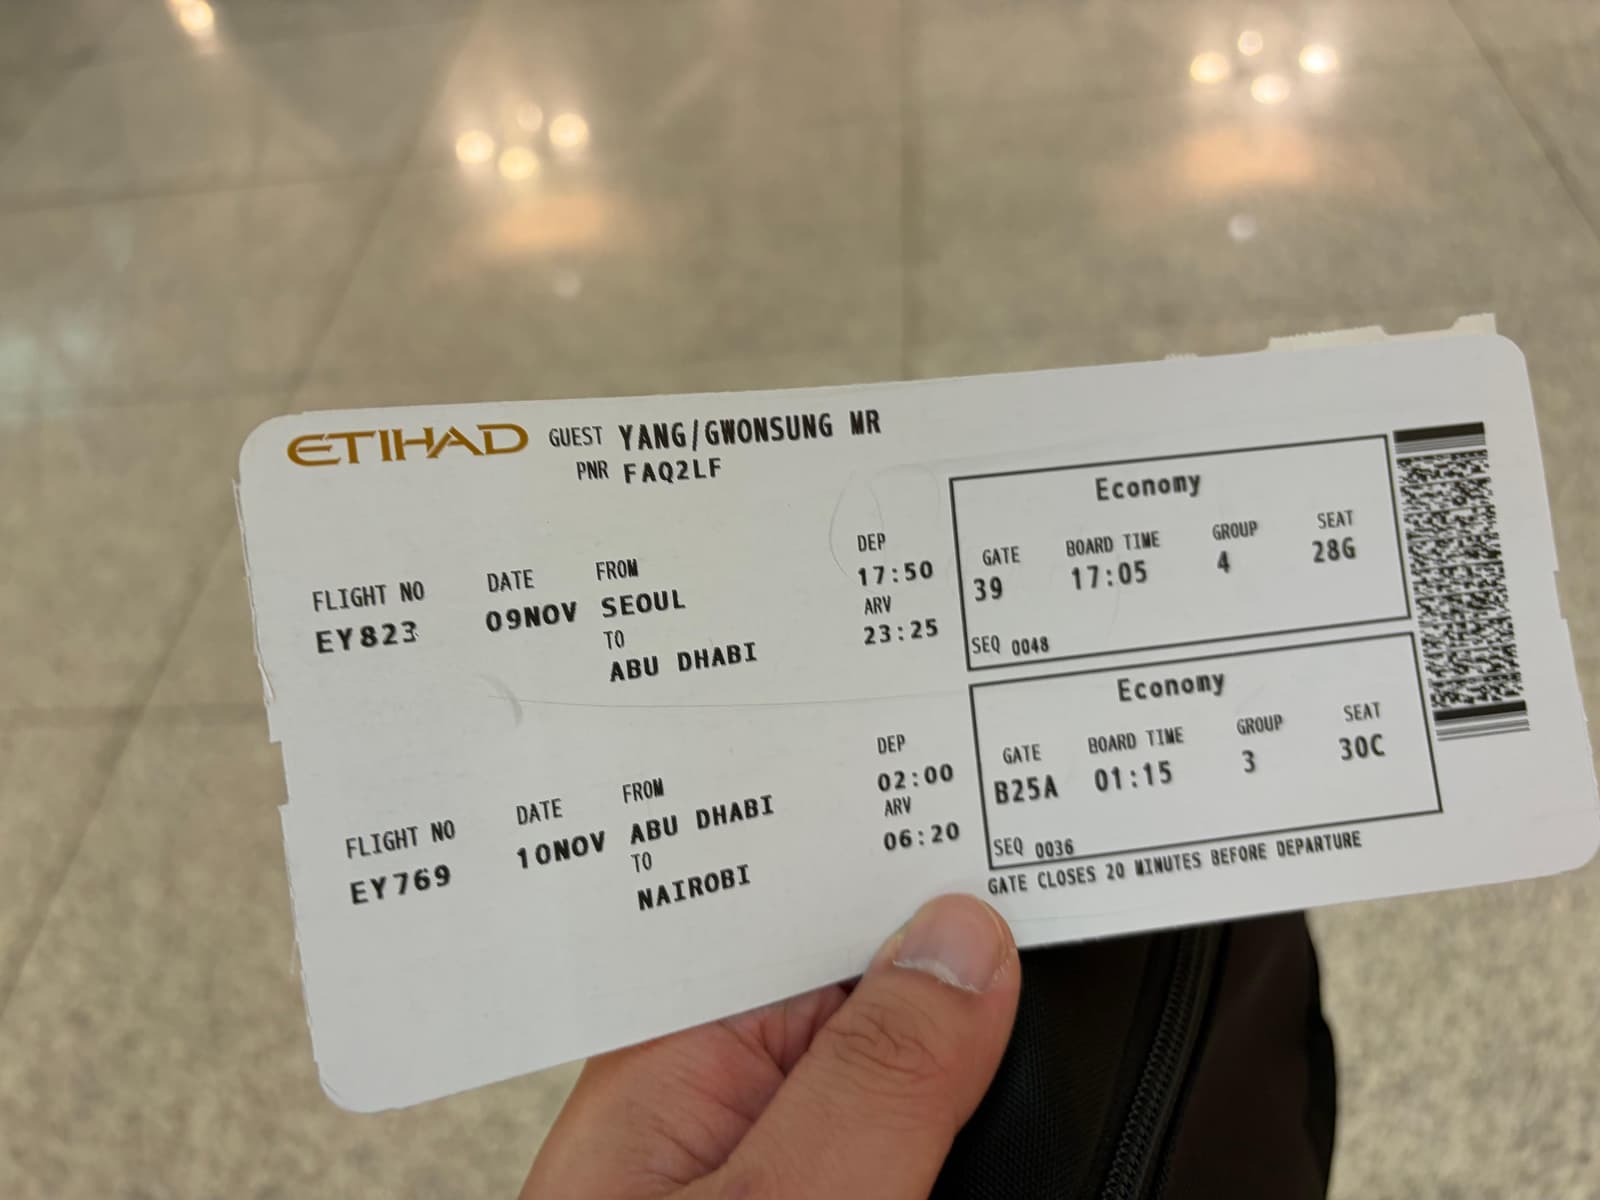 ETIHAD GUEST YANG/GWONSUNG MR
PNR FAQ2LF
FLIGHT NO DATE FROM DEP
EY823 09NOV SEOUL 17:50
TO ARV
ABU DHABI 23:25
Economy
GATE BOARD TIME GROUP SEAT
39 17:05 4 28G
SEQ 0048
FLIGHT NO DATE FROM DEP
EY769 10NOV ABU DHABI 02:00
TO ARV
NAIROBI 06:20
Economy
GATE BOARD TIME GROUP SEAT
B25A 01:15 3 30C
SEQ 0036
GATE CLOSES 20 MINUTES BEFORE DEPARTURE